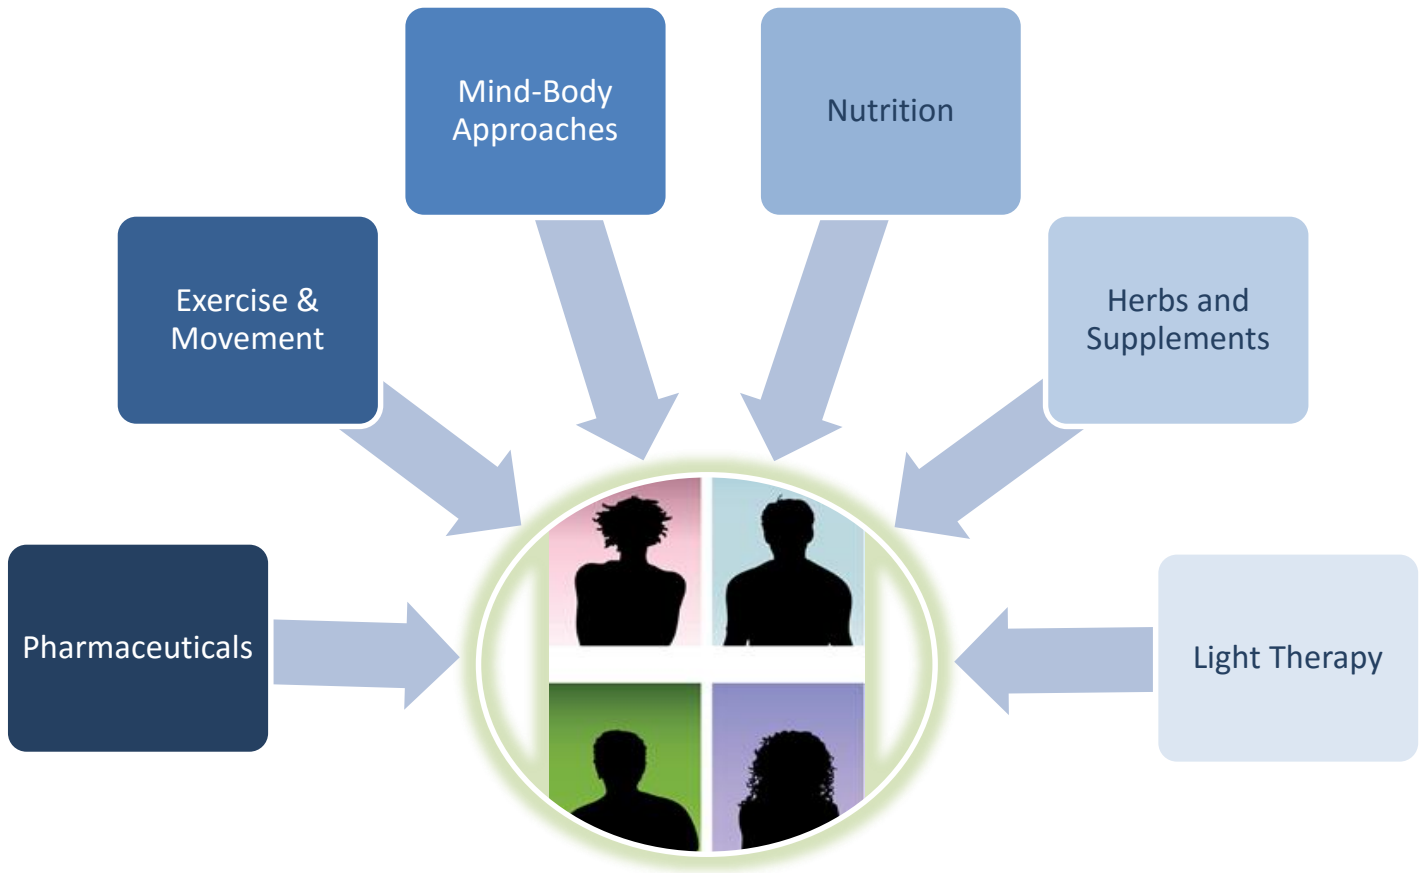 Mind-Body
Approaches
Nutrition
Exercise &
Movement
Herbs and
Supplements
Pharmaceuticals
Light Therapy